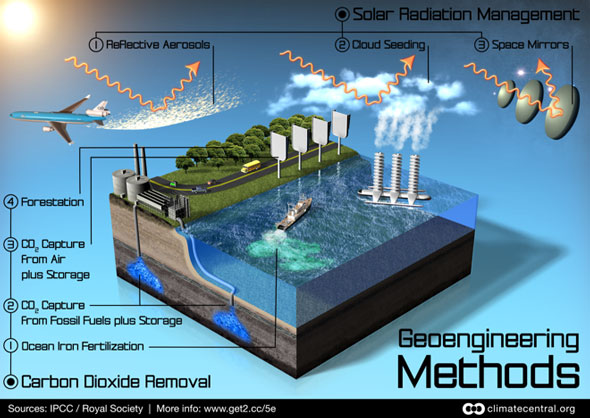 Solar Radiation Management
1 Reflective Aerosols
2 Cloud Seeding
3 Space Mirrors
4 Forestation
3 CO₂ Capture
From Air
plus Storage
2 CO₂ Capture
From Fossil Fuels plus Storage
1 Ocean Iron Fertilization
Carbon Dioxide Removal
Geoengineering
Methods
Sources: IPCC / Royal Society | More info: www.get2.cc/5e
climatecentral.org